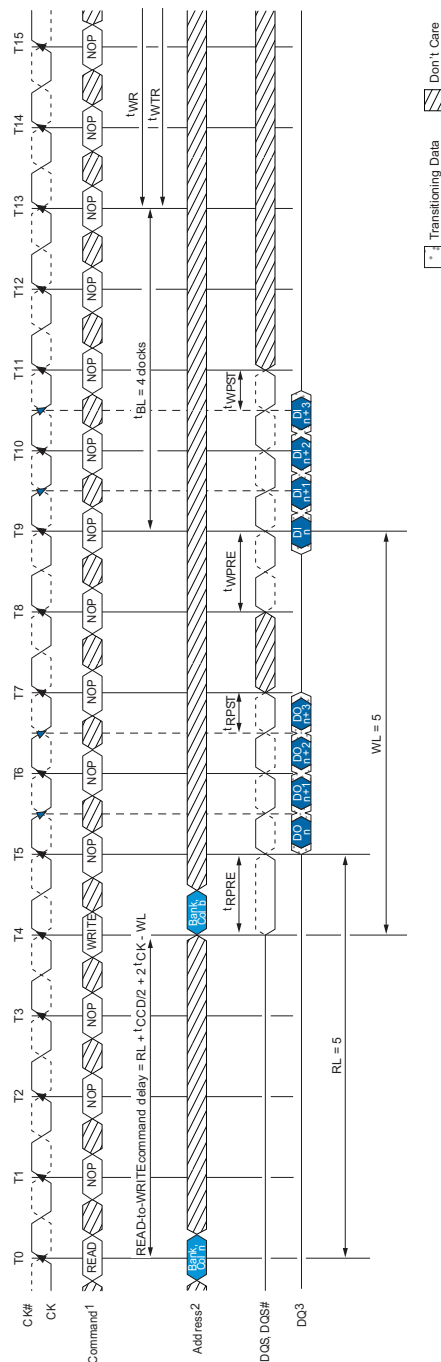 T0 T1 T2 T3 T4 T5 T6 T7 T8 T9 T10 T11 T12 T13 T14 T15
CK#
CK
Command1 READ NOP NOP NOP WRITE NOP NOP NOP NOP NOP NOP NOP NOP NOP NOP NOP
READ-to-WRITEcommand delay = RL + tCCD/2 + 2tCK - WL
tBL = 4 docks
tWR
tWTR
Address2 Bank, Col n Bank, Col b
tRPRE tRPST tWPRE tWPST
DQS, DQS#
DQ3 DO n DO n+1 DO n+2 DO n+3 DI n DI n+1 DI n+2 DI n+3
RL = 5
WL = 5
Transitioning Data Don't Care